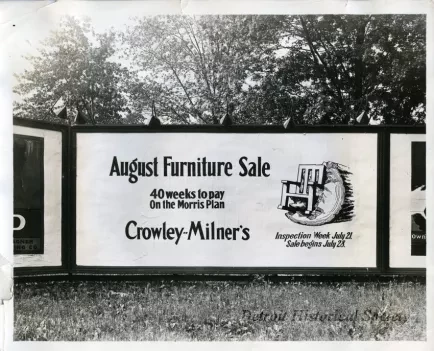 August Furniture Sale
40 weeks to pay
On the Morris Plan
Crowley-Milner's
Inspection Week July 21
Sale begins July 28.
Detroit Historical Society